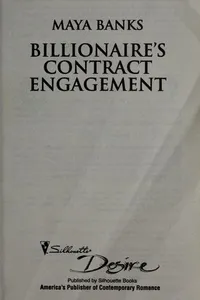 MAYA BANKS
BILLIONAIRE'S
CONTRACT
ENGAGEMENT
Silhouette
Desire
Published by Silhouette Books
America's Publisher of Contemporary Romance